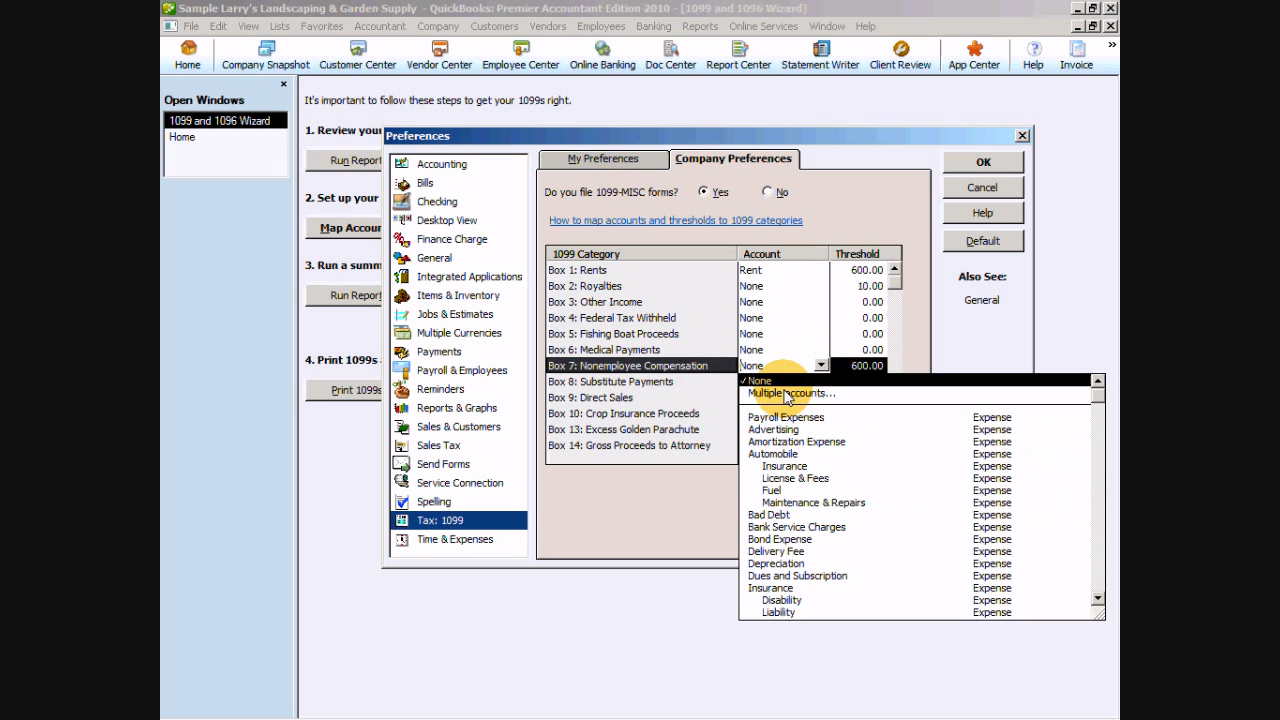 Sample Larry's Landscaping & Garden Supply - QuickBooks: Premier Accountant Edition 2010 - [1099 and 1096 Wizard]
File Edit View Lists Favorites Accountant Company Customers Vendors Employees Banking Reports Online Services Window Help
Home Company Snapshot Customer Center Vendor Center Employee Center Online Banking Doc Center Report Center Statement Writer Client Review App Center Help Invoice
Open Windows
1099 and 1096 Wizard
Home
It's important to follow these steps to get your 1099s right.
1. Review your
Run Report
2. Set up your
Map Accoun
3. Run a summ
Run Report
4. Print 1099s
Print 1099s
Preferences
Accounting
Bills
Checking
Desktop View
Finance Charge
General
Integrated Applications
Items & Inventory
Jobs & Estimates
Multiple Currencies
Payments
Payroll & Employees
Reminders
Reports & Graphs
Sales & Customers
Sales Tax
Send Forms
Service Connection
Spelling
Tax: 1099
Time & Expenses
My Preferences
Company Preferences
Do you file 1099-MISC forms? Yes No
How to map accounts and thresholds to 1099 categories
1099 Category Account Threshold
Box 1: Rents Rent 600.00
Box 2: Royalties None 10.00
Box 3: Other Income None 0.00
Box 4: Federal Tax Withheld None 0.00
Box 5: Fishing Boat Proceeds None 0.00
Box 6: Medical Payments None 0.00
Box 7: Nonemployee Compensation None 600.00
Box 8: Substitute Payments
Box 9: Direct Sales
Box 10: Crop Insurance Proceeds
Box 13: Excess Golden Parachute
Box 14: Gross Proceeds to Attorney
None
Multiple accounts...
Payroll Expenses Expense
Advertising Expense
Amortization Expense Expense
Automobile Expense
Insurance Expense
License & Fees Expense
Fuel Expense
Maintenance & Repairs Expense
Bad Debt Expense
Bank Service Charges Expense
Bond Expense Expense
Delivery Fee Expense
Depreciation Expense
Dues and Subscription Expense
Insurance Expense
Disability Expense
Liability Expense
OK
Cancel
Help
Default
Also See:
General